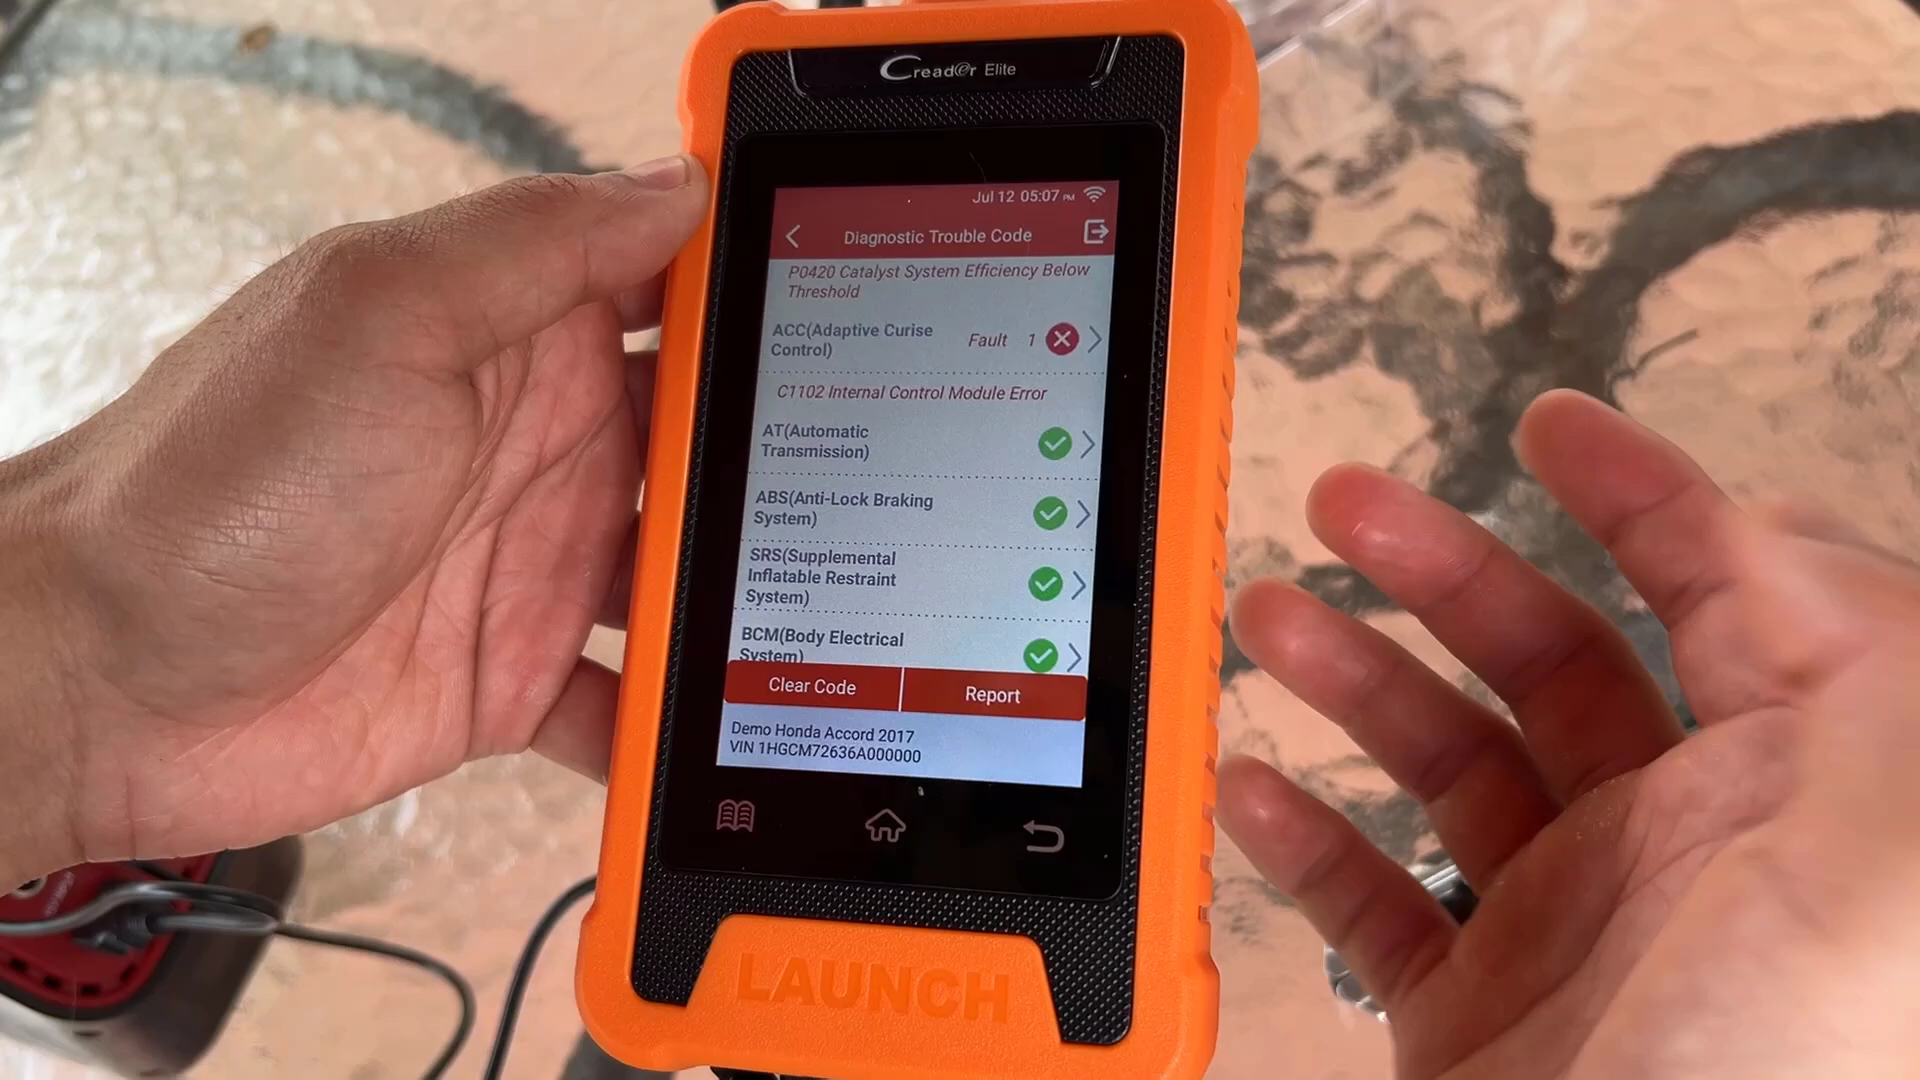 Creader Elite
Jul 12 05:07 PM
Diagnostic Trouble Code
P0420 Catalyst System Efficiency Below
Threshold
ACC(Adaptive Curise
Control)
Fault 1
C1102 Internal Control Module Error
AT(Automatic
Transmission)
ABS(Anti-Lock Braking
System)
SRS(Supplemental
Inflatable Restraint
System)
BCM(Body Electrical
System)
Clear Code
Report
Demo Honda Accord 2017
VIN 1HGCM72636A000000
LAUNCH